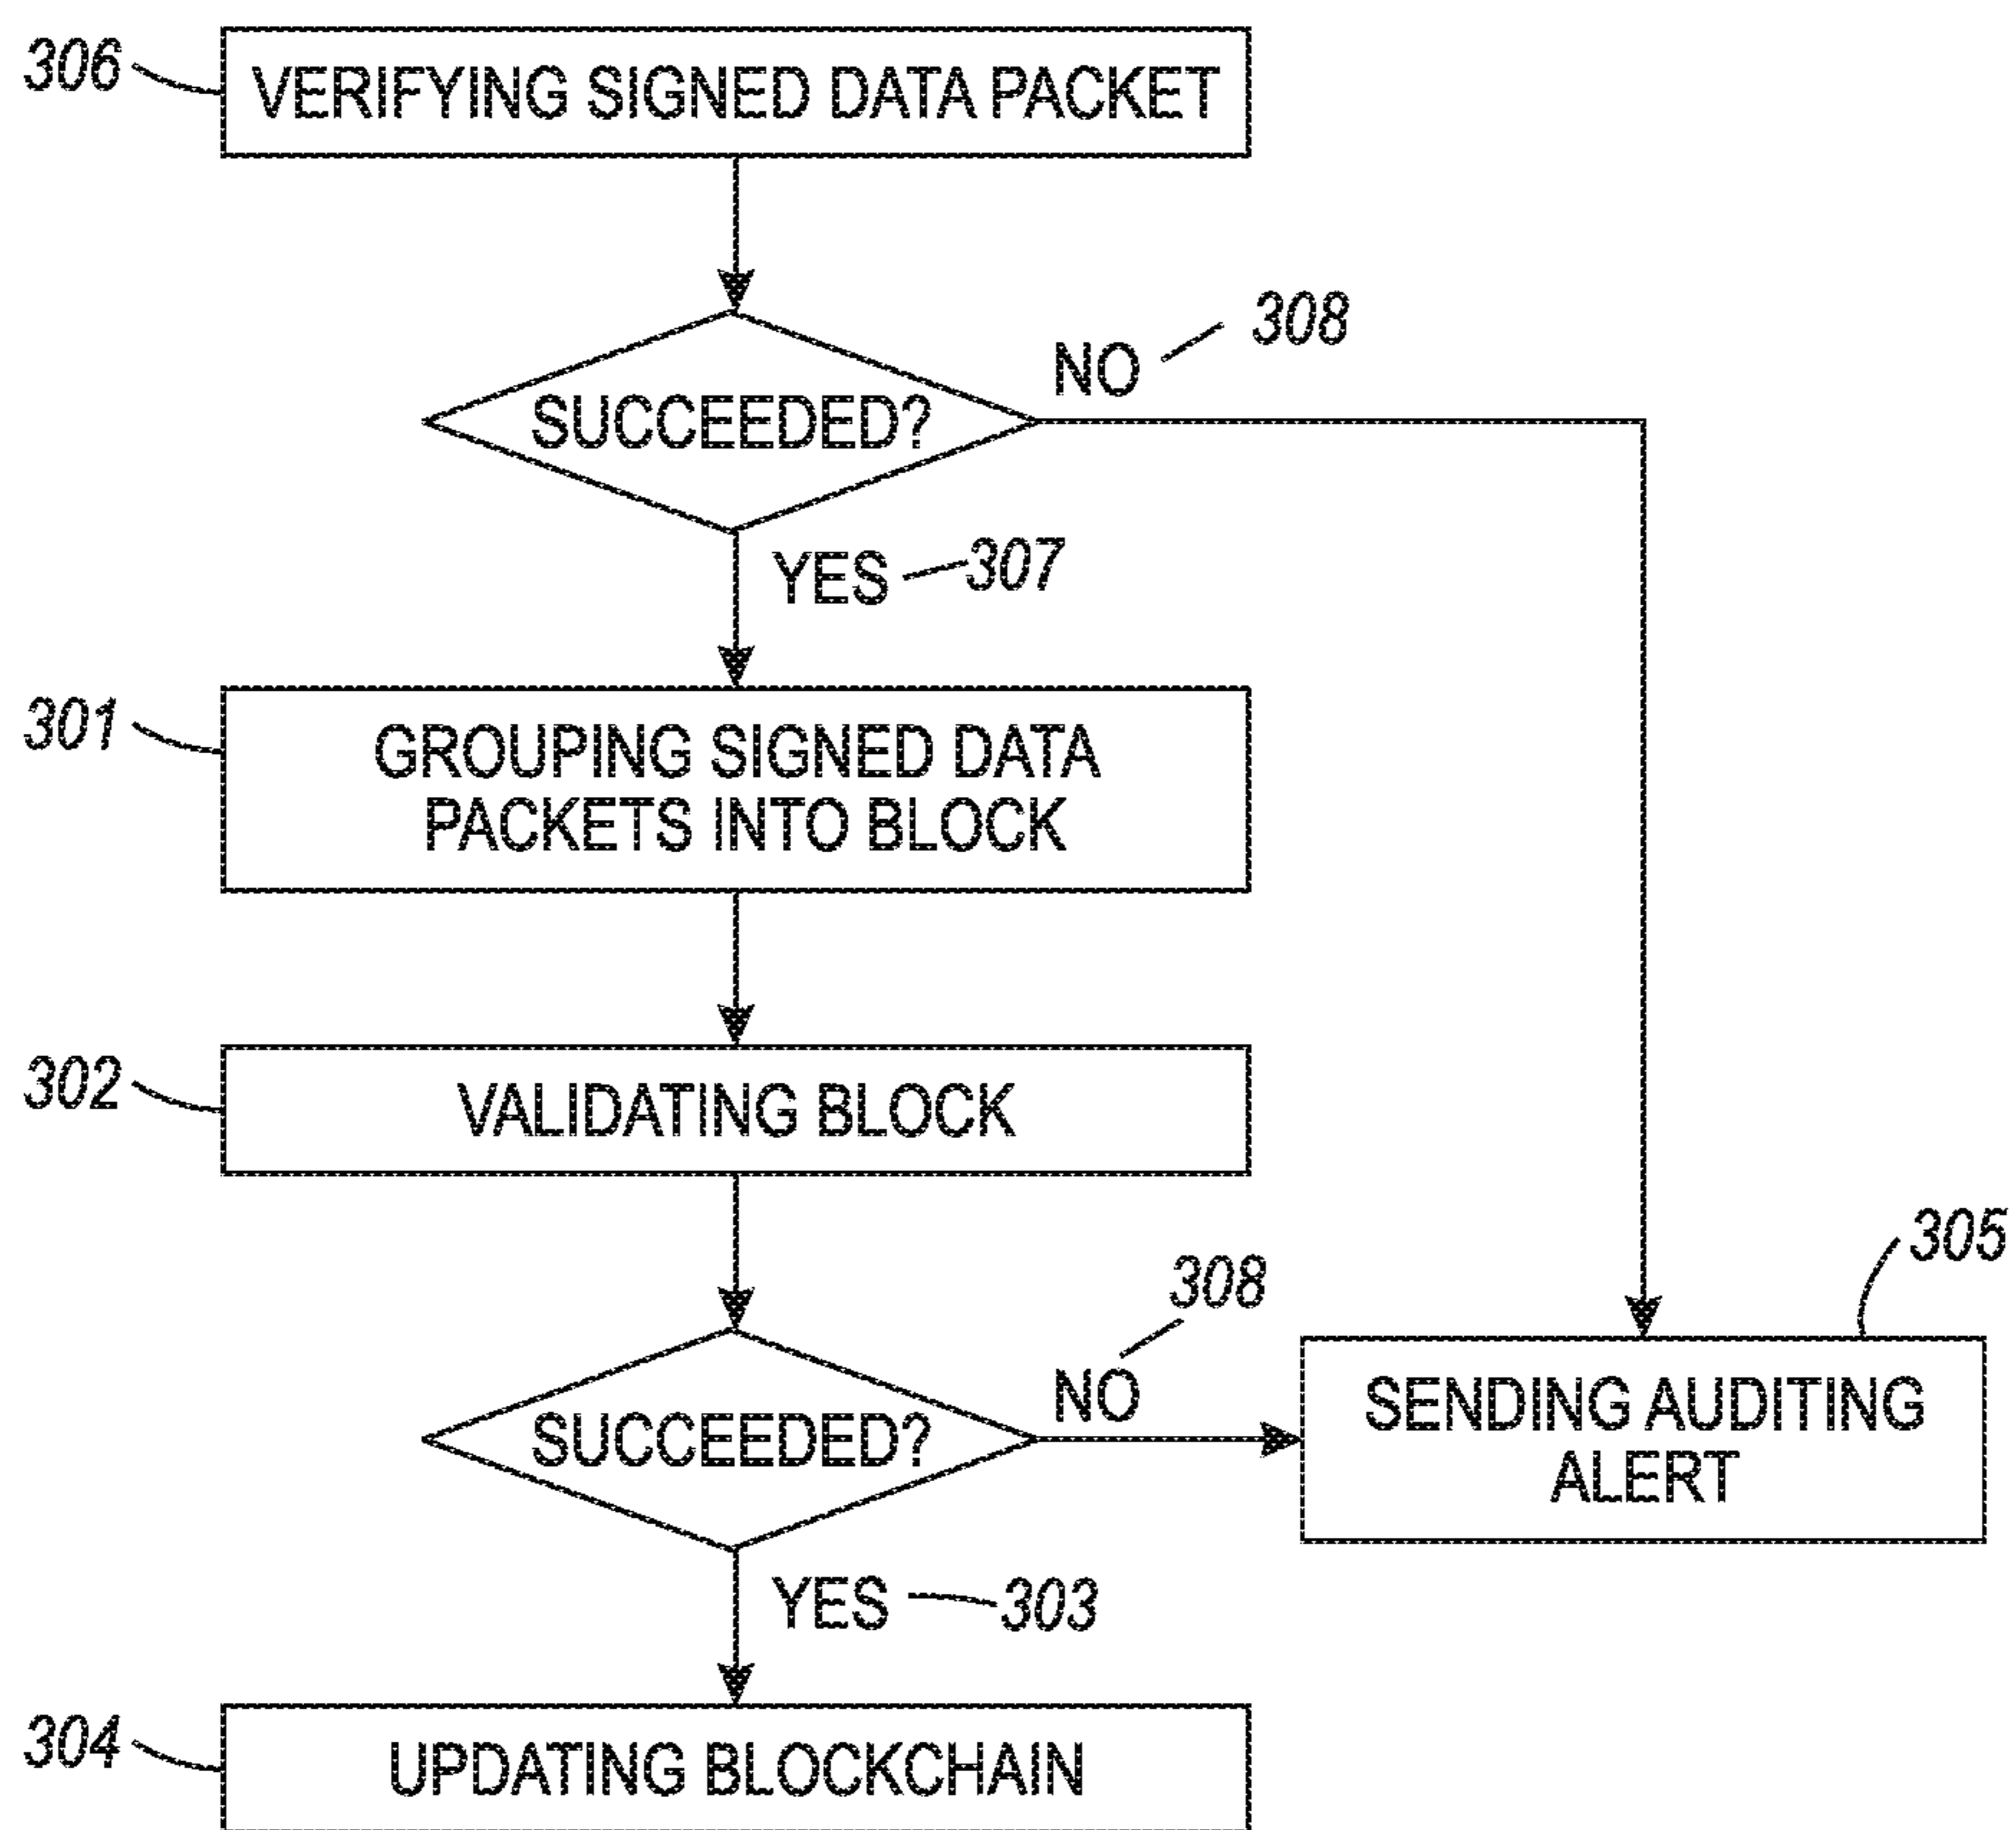 306
VERIFYING SIGNED DATA PACKET
308
NO
SUCCEEDED?
YES
307
301
GROUPING SIGNED DATA
PACKETS INTO BLOCK
302
VALIDATING BLOCK
305
308
NO
SUCCEEDED?
SENDING AUDITING
ALERT
YES
303
304
UPDATING BLOCKCHAIN